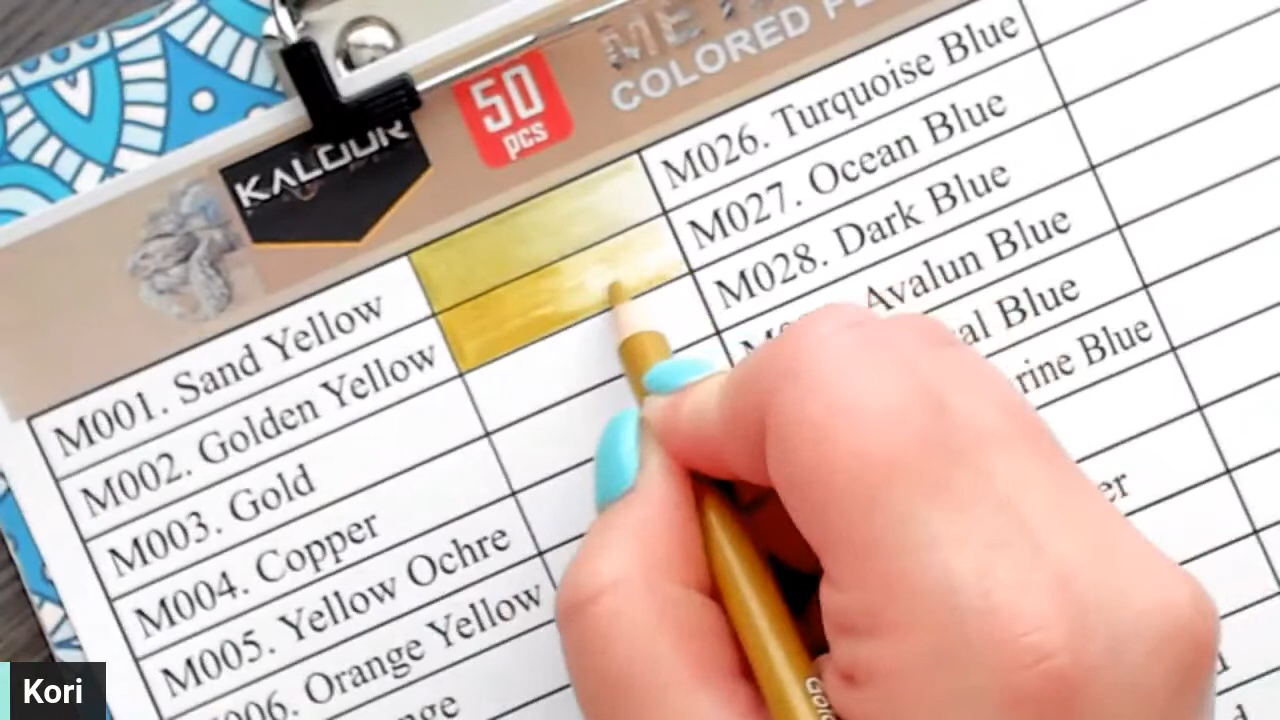 COLORED
50
pcs
KALOUR
M001. Sand Yellow
M002. Golden Yellow
M003. Gold
M004. Copper
M005. Yellow Ochre
006. Orange Yellow
M026. Turquoise Blue
M027. Ocean Blue
M028. Dark Blue
Avalun Blue
Blue
Blue
Kori